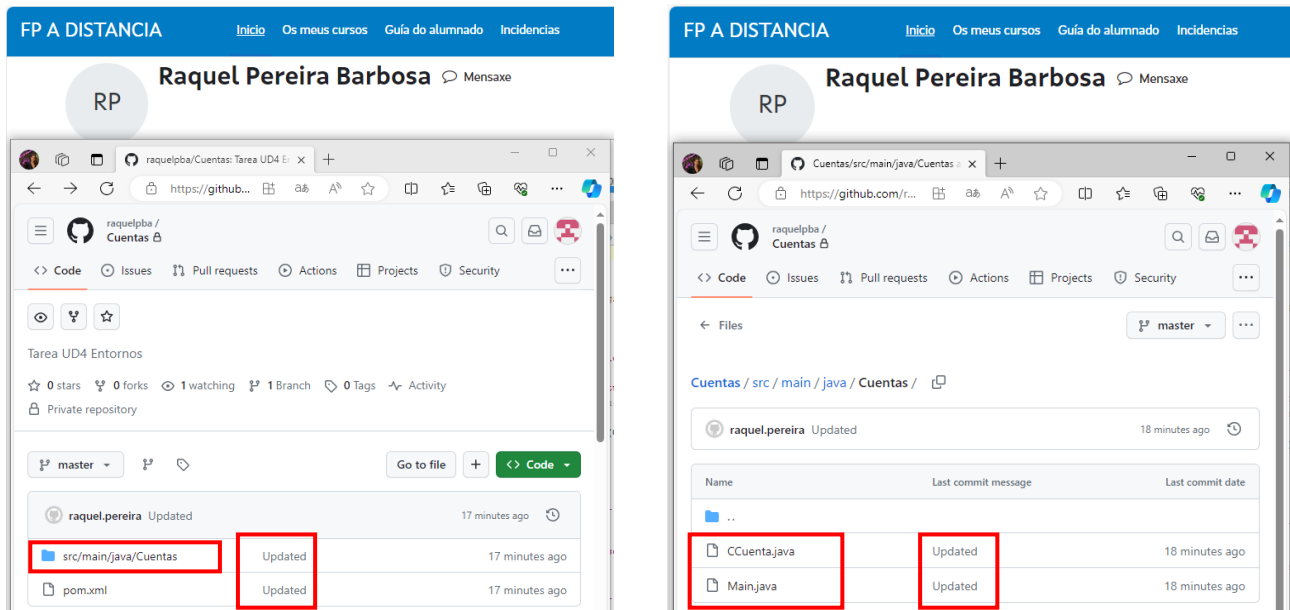 FP A DISTANCIA Inicio Os meus cursos Guía do alumnado Incidencias
RP Raquel Pereira Barbosa Mensaxe
raquelpba/Cuentas: Tarea UD4 E
https://github...
raquelpba /
Cuentas
Code Issues Pull requests Actions Projects Security
Tarea UD4 Entornos
0 stars 0 forks 1 watching 1 Branch 0 Tags Activity
Private repository
master Go to file Code
raquel.pereira Updated 17 minutes ago
src/main/java/Cuentas Updated 17 minutes ago
pom.xml Updated 17 minutes ago
FP A DISTANCIA Inicio Os meus cursos Guía do alumnado Incidencias
RP Raquel Pereira Barbosa Mensaxe
Cuentas/src/main/java/Cuentas
https://github.com/r...
raquelpba /
Cuentas
Code Issues Pull requests Actions Projects Security
Files master
Cuentas / src / main / java / Cuentas /
raquel.pereira Updated 18 minutes ago
Name Last commit message Last commit date
..
CCuenta.java Updated 18 minutes ago
Main.java Updated 18 minutes ago